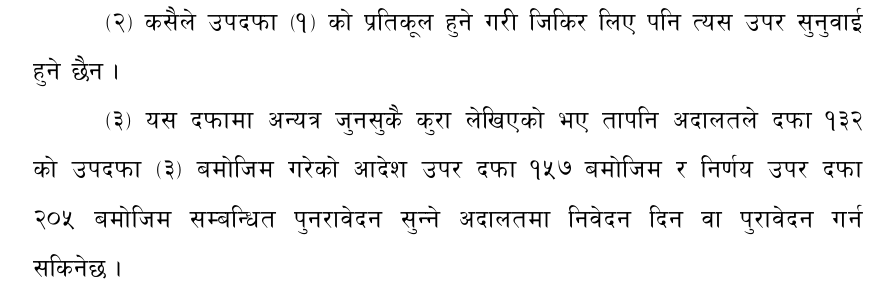 (२) कसैले उपदफा (१) को प्रतिकूल हुने गरी जिकिर लिए पनि त्यस उपर सुनुवाई
हुने छैन ।
(३) यस दफामा अन्यत्र जुनसुकै कुरा लेखिएको भए तापनि अदालतले दफा १३२
को उपदफा (३) बमोजिम गरेको आदेश उपर दफा १५७ बमोजिम र निर्णय उपर दफा
२०५ बमोजिम सम्बन्धित पुनरावेदन सुन्ने अदालतमा निवेदन दिन वा पुरावेदन गर्न
सकिनेछ ।